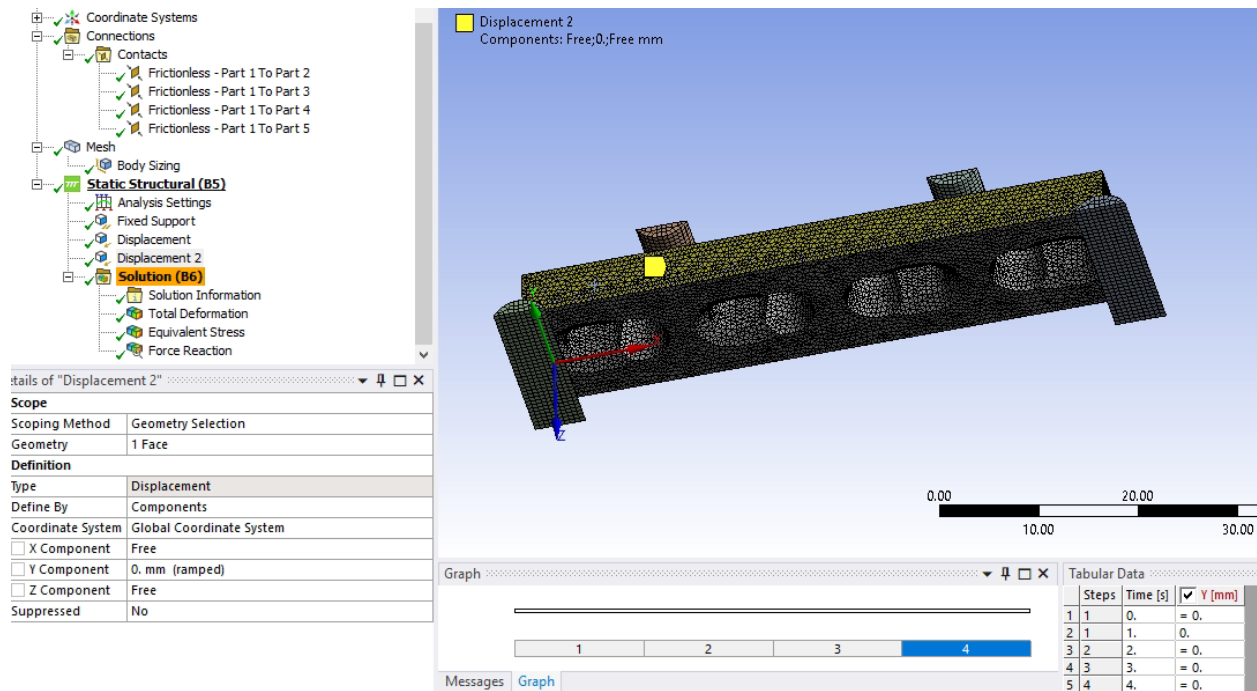 Coordinate Systems
Connections
Contacts
Frictionless - Part 1 To Part 2
Frictionless - Part 1 To Part 3
Frictionless - Part 1 To Part 4
Frictionless - Part 1 To Part 5
Mesh
Body Sizing
Static Structural (B5)
Analysis Settings
Fixed Support
Displacement
Displacement 2
Solution (B6)
Solution Information
Total Deformation
Equivalent Stress
Force Reaction
etails of "Displacement 2"
Scope
Scoping Method Geometry Selection
Geometry 1 Face
Definition
Type Displacement
Define By Components
Coordinate System Global Coordinate System
X Component Free
Y Component 0. mm (ramped)
Z Component Free
Suppressed No
Displacement 2
Components: Free;0.;Free mm
Z
0.00 20.00
10.00 30.00
Graph
1 2 3 4
Messages Graph
Tabular Data
Steps Time [s] Y [mm]
1 1 0. = 0.
2 1 1. 0.
3 2 2. = 0.
4 3 3. = 0.
5 4 4. = 0.